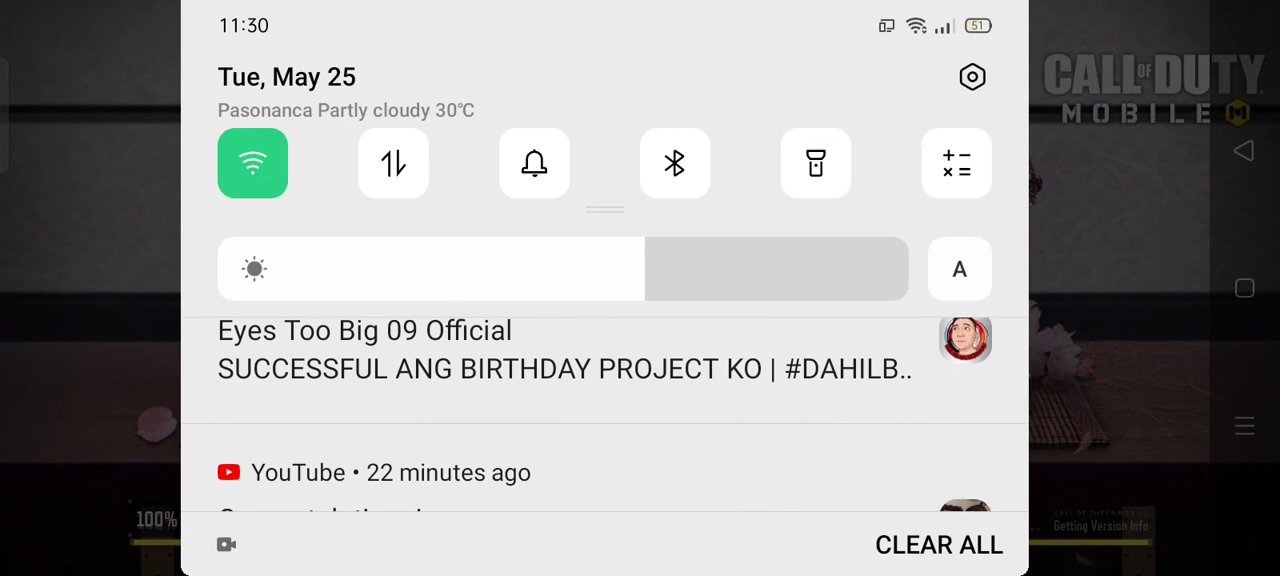 11:30
51
Tue, May 25
Pasonanca Partly cloudy 30℃
A
Eyes Too Big 09 Official
SUCCESSFUL ANG BIRTHDAY PROJECT KO | #DAHILB..
YouTube • 22 minutes ago
CLEAR ALL
CALL OF DUTY
MOBILE
100%
Getting Version Info